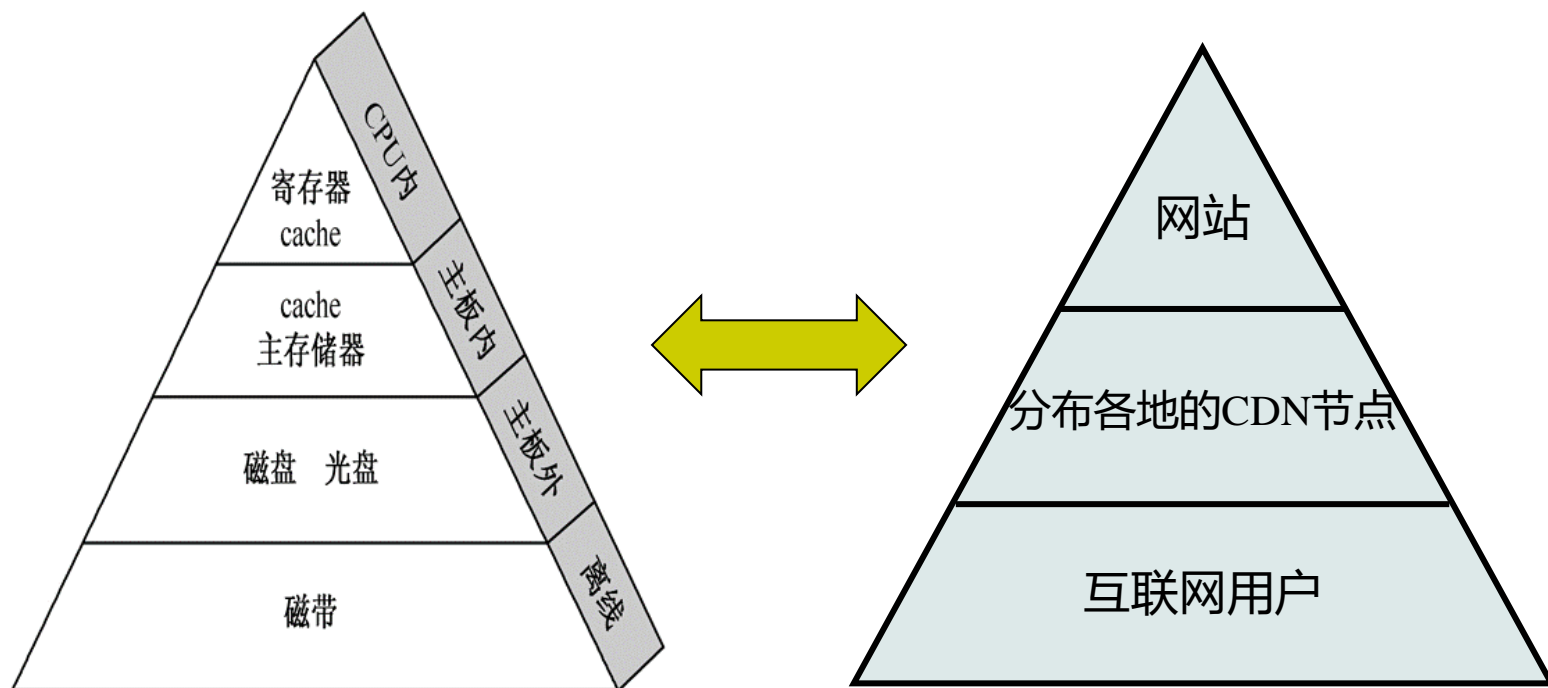 寄存器
cache
cache
主存储器
磁盘 光盘
磁带
CPU内
主板内
主板外
离线
网站
分布各地的CDN节点
互联网用户